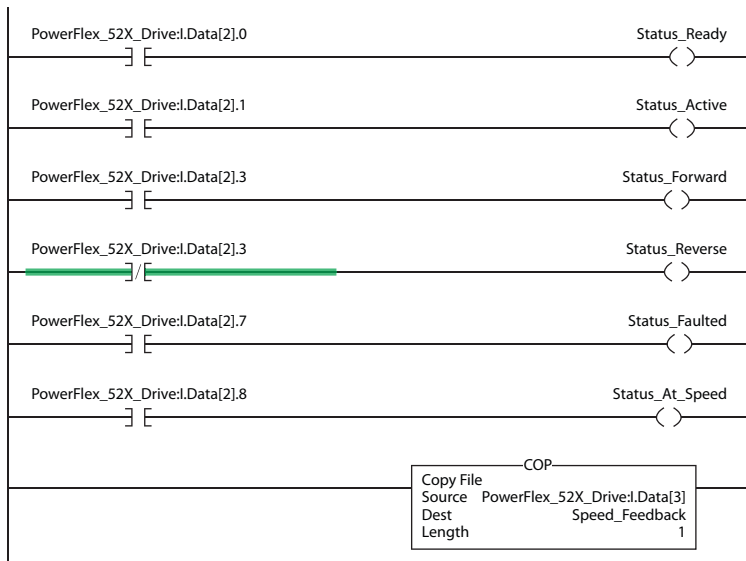 PowerFlex_52X_Drive:I.Data[2].0 Status_Ready
PowerFlex_52X_Drive:I.Data[2].1 Status_Active
PowerFlex_52X_Drive:I.Data[2].3 Status_Forward
PowerFlex_52X_Drive:I.Data[2].3 Status_Reverse
PowerFlex_52X_Drive:I.Data[2].7 Status_Faulted
PowerFlex_52X_Drive:I.Data[2].8 Status_At_Speed
COP
Copy File
Source PowerFlex_52X_Drive:I.Data[3]
Dest Speed_Feedback
Length 1